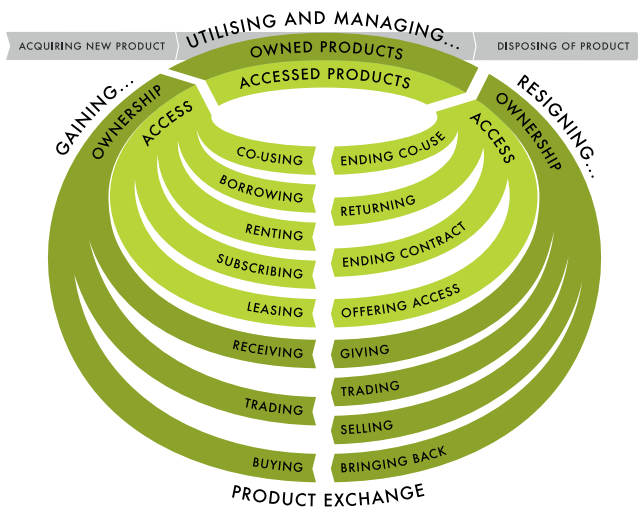 UTILISING AND MANAGING...
ACQUIRING NEW PRODUCT
OWNED PRODUCTS
DISPOSING OF PRODUCT
ACCESSED PRODUCTS
GAINING...
OWNERSHIP
ACCESS
RESIGNING...
OWNERSHIP
ACCESS
CO-USING
ENDING CO-USE
BORROWING
RETURNING
RENTING
ENDING CONTRACT
SUBSCRIBING
LEASING
OFFERING ACCESS
RECEIVING
GIVING
TRADING
TRADING
SELLING
BUYING
BRINGING BACK
PRODUCT EXCHANGE